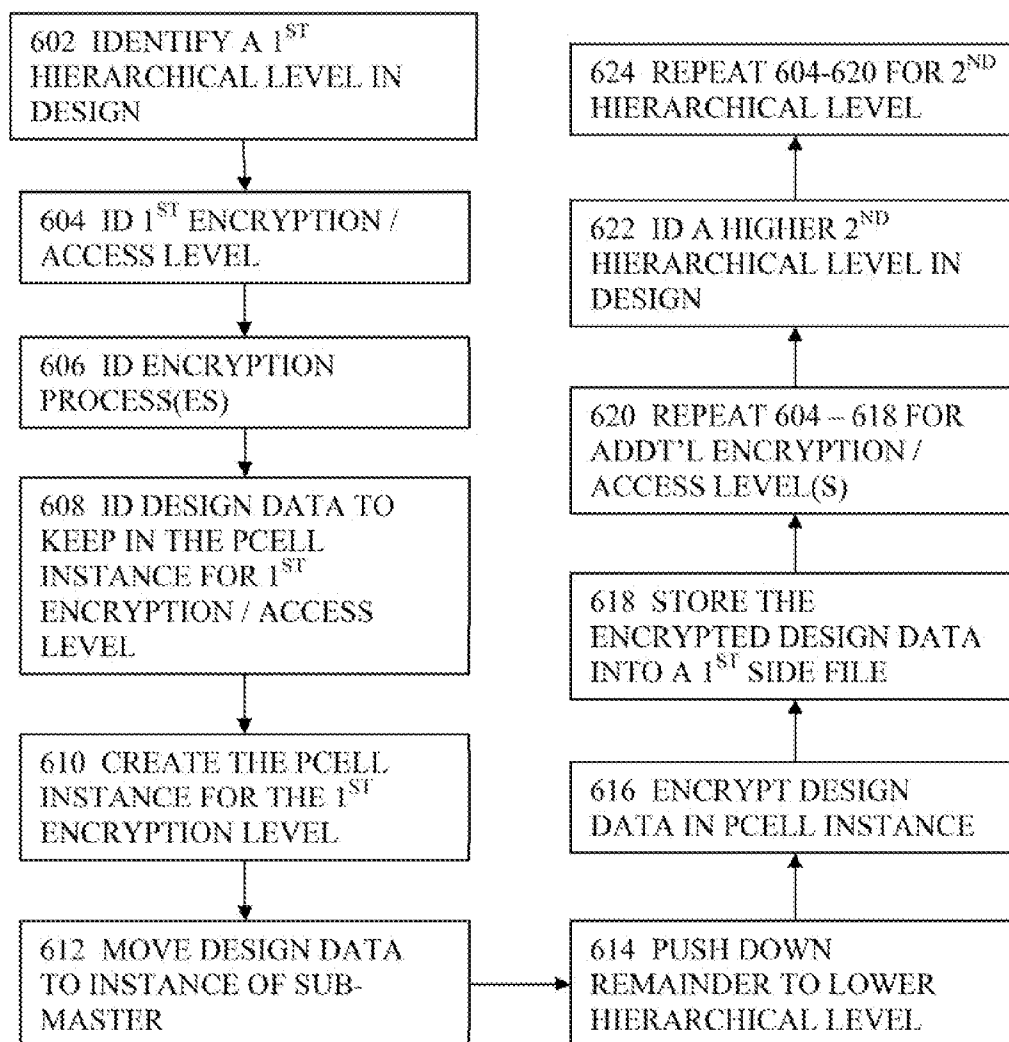 602 IDENTIFY A 1ST
HIERARCHICAL LEVEL IN
DESIGN
604 ID 1ST ENCRYPTION /
ACCESS LEVEL
606 ID ENCRYPTION
PROCESS(ES)
608 ID DESIGN DATA TO
KEEP IN THE PCELL
INSTANCE FOR 1ST
ENCRYPTION / ACCESS
LEVEL
610 CREATE THE PCELL
INSTANCE FOR THE 1ST
ENCRYPTION LEVEL
612 MOVE DESIGN DATA
TO INSTANCE OF SUB-
MASTER
614 PUSH DOWN
REMAINDER TO LOWER
HIERARCHICAL LEVEL
616 ENCRYPT DESIGN
DATA IN PCELL INSTANCE
618 STORE THE
ENCRYPTED DESIGN DATA
INTO A 1ST SIDE FILE
620 REPEAT 604 – 618 FOR
ADDT'L ENCRYPTION /
ACCESS LEVEL(S)
622 ID A HIGHER 2ND
HIERARCHICAL LEVEL IN
DESIGN
624 REPEAT 604-620 FOR 2ND
HIERARCHICAL LEVEL